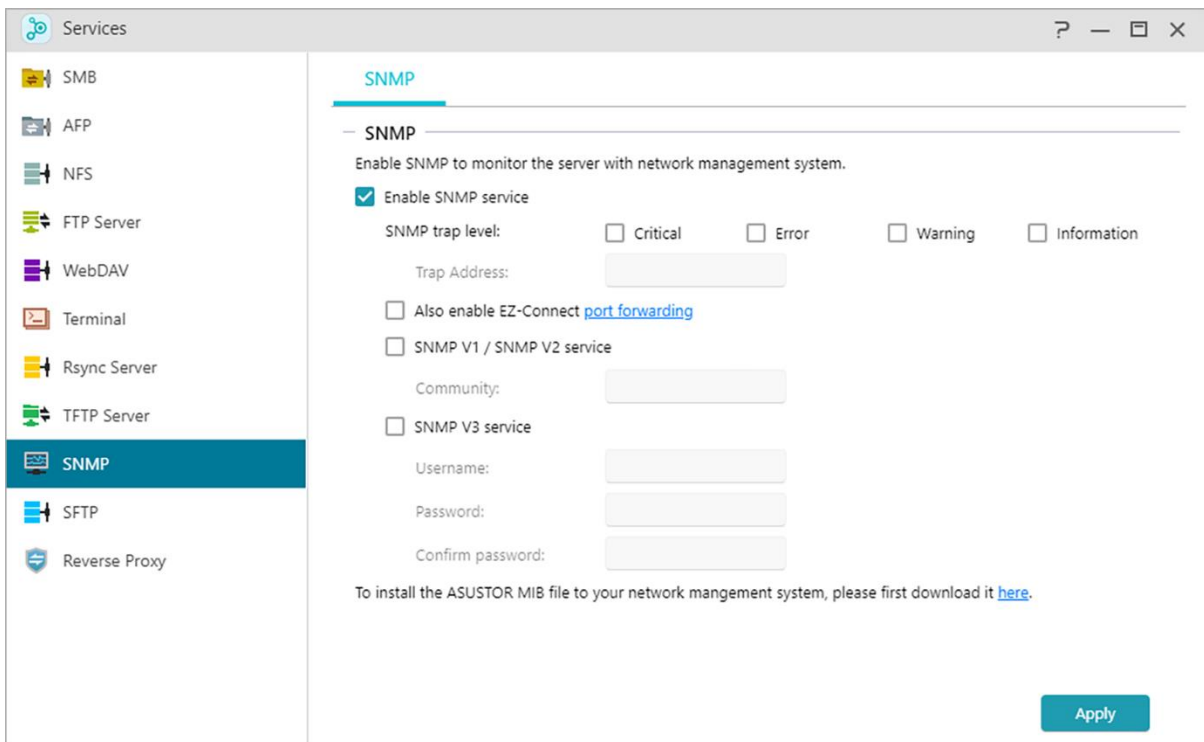 Services
SMB
AFP
NFS
FTP Server
WebDAV
Terminal
Rsync Server
TFTP Server
SNMP
SFTP
Reverse Proxy
SNMP
SNMP
Enable SNMP to monitor the server with network management system.
Enable SNMP service
SNMP trap level: Critical Error Warning Information
Trap Address:
Also enable EZ-Connect port forwarding
SNMP V1 / SNMP V2 service
Community:
SNMP V3 service
Username:
Password:
Confirm password:
To install the ASUSTOR MIB file to your network mangement system, please first download it here.
Apply